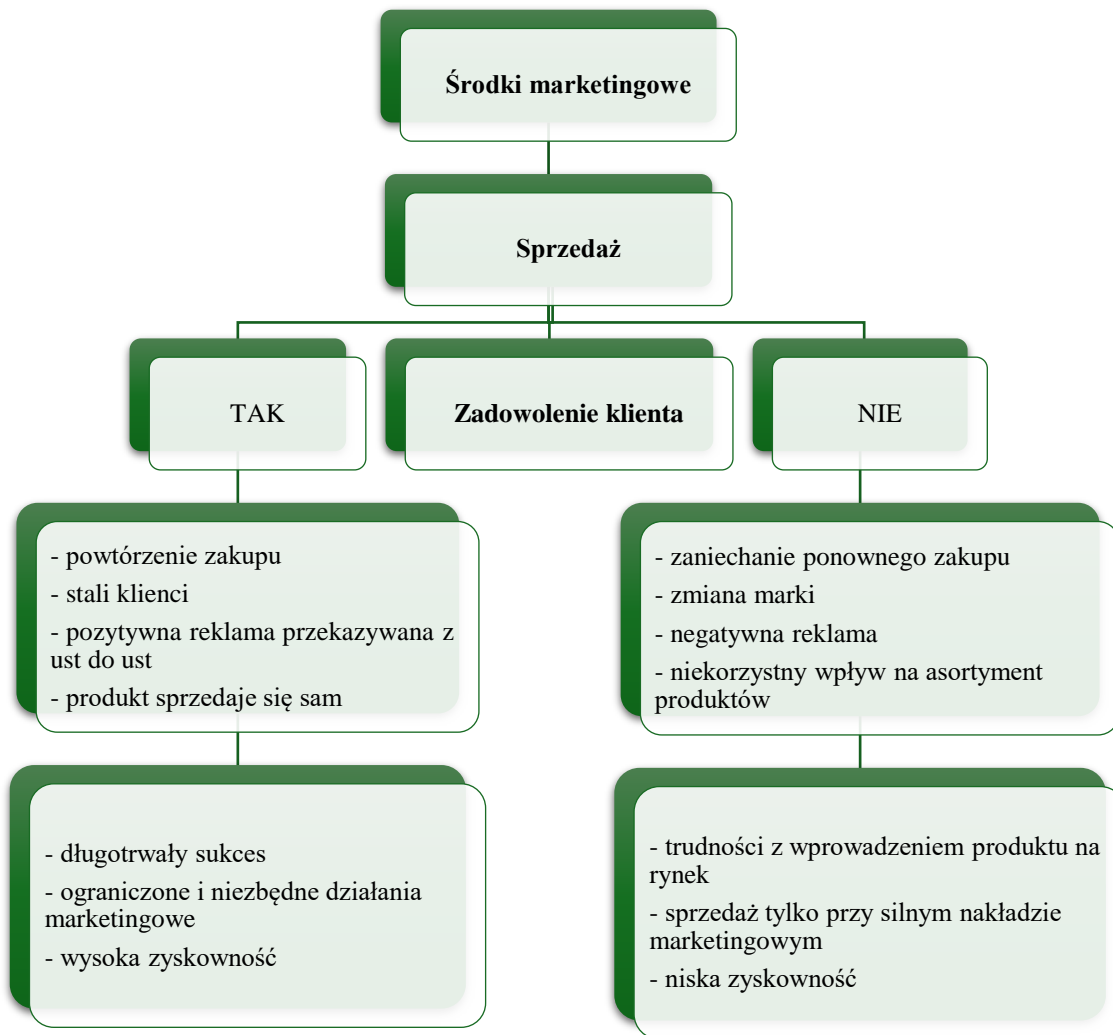 Środki marketingowe
Sprzedaż
TAK
Zadowolenie klienta
NIE
- powtórzenie zakupu
- stali klienci
- pozytywna reklama przekazywana z
ust do ust
- produkt sprzedaje się sam
- zaniechanie ponownego zakupu
- zmiana marki
- negatywna reklama
- niekorzystny wpływ na asortyment
produktów
- długotrwały sukces
- ograniczone i niezbędne działania
marketingowe
- wysoka zyskowność
- trudności z wprowadzeniem produktu na
rynek
- sprzedaż tylko przy silnym nakładzie
marketingowym
- niska zyskowność